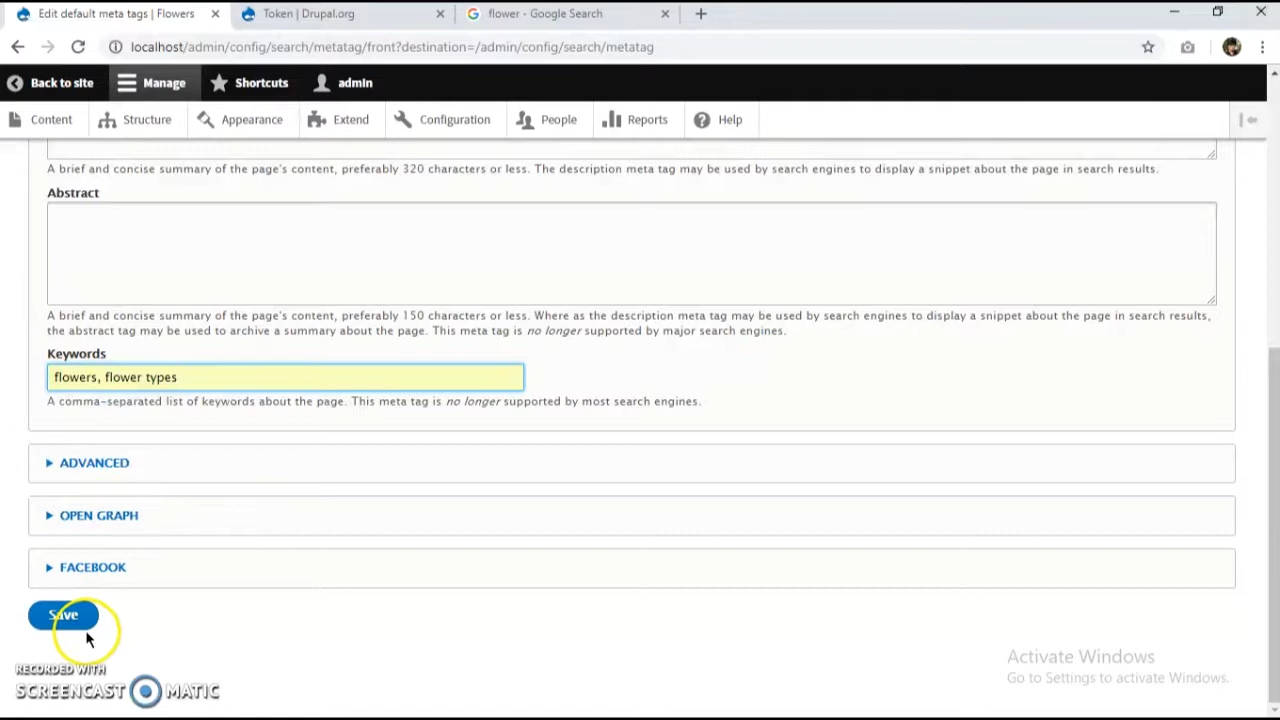 Edit default meta tags | Flowers
Token | Drupal.org
flower - Google Search
localhost/admin/config/search/metatag/front?destination=/admin/config/search/metatag
Back to site
Manage
Shortcuts
admin
Content
Structure
Appearance
Extend
Configuration
People
Reports
Help
A brief and concise summary of the page's content, preferably 320 characters or less. The description meta tag may be used by search engines to display a snippet about the page in search results.
Abstract
A brief and concise summary of the page's content, preferably 150 characters or less. Where as the description meta tag may be used by search engines to display a snippet about the page in search results,
the abstract tag may be used to archive a summary about the page. This meta tag is no longer supported by major search engines.
Keywords
flowers, flower types
A comma-separated list of keywords about the page. This meta tag is no longer supported by most search engines.
ADVANCED
OPEN GRAPH
FACEBOOK
Save
Activate Windows
Go to Settings to activate Windows.
RECORDED WITH
SCREENCAST MATIC